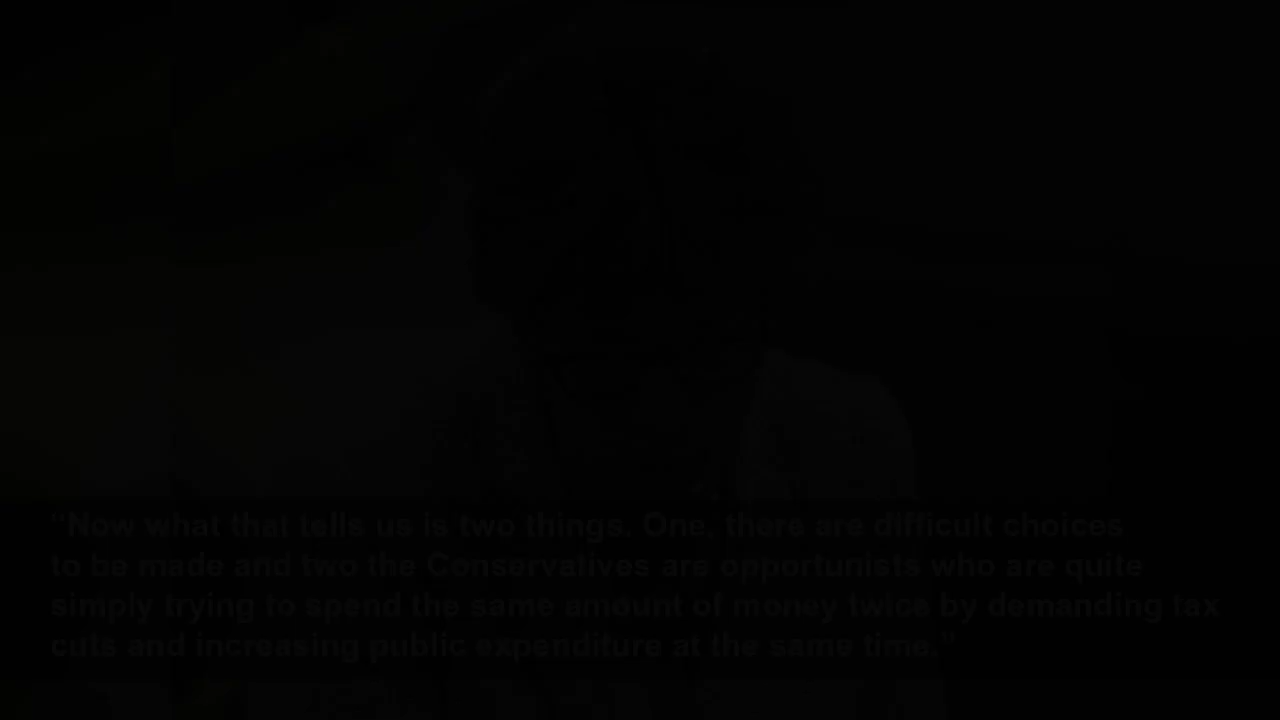 “Now what that tells us is two things. One, there are difficult choices
to be made and two the Conservatives are opportunists who are quite
simply trying to spend the same amount of money twice by demanding tax
cuts and increasing public expenditure at the same time.”